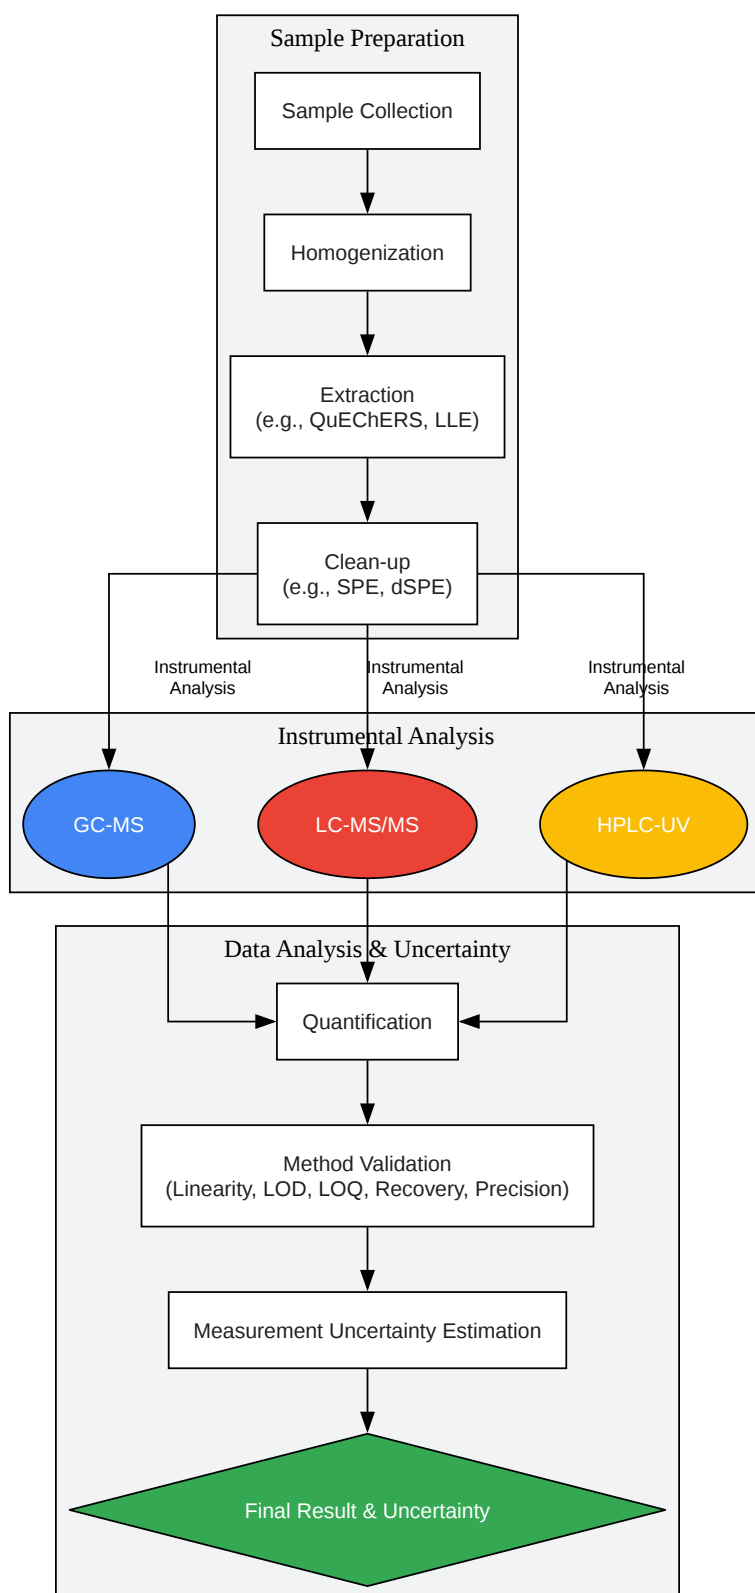 Sample Preparation
Sample Collection
Homogenization
Extraction
(e.g., QuEChERS, LLE)
Clean-up
(e.g., SPE, dSPE)
Instrumental
Analysis
Instrumental
Analysis
Instrumental
Analysis
Instrumental Analysis
GC-MS
LC-MS/MS
HPLC-UV
Data Analysis & Uncertainty
Quantification
Method Validation
(Linearity, LOD, LOQ, Recovery, Precision)
Measurement Uncertainty Estimation
Final Result & Uncertainty